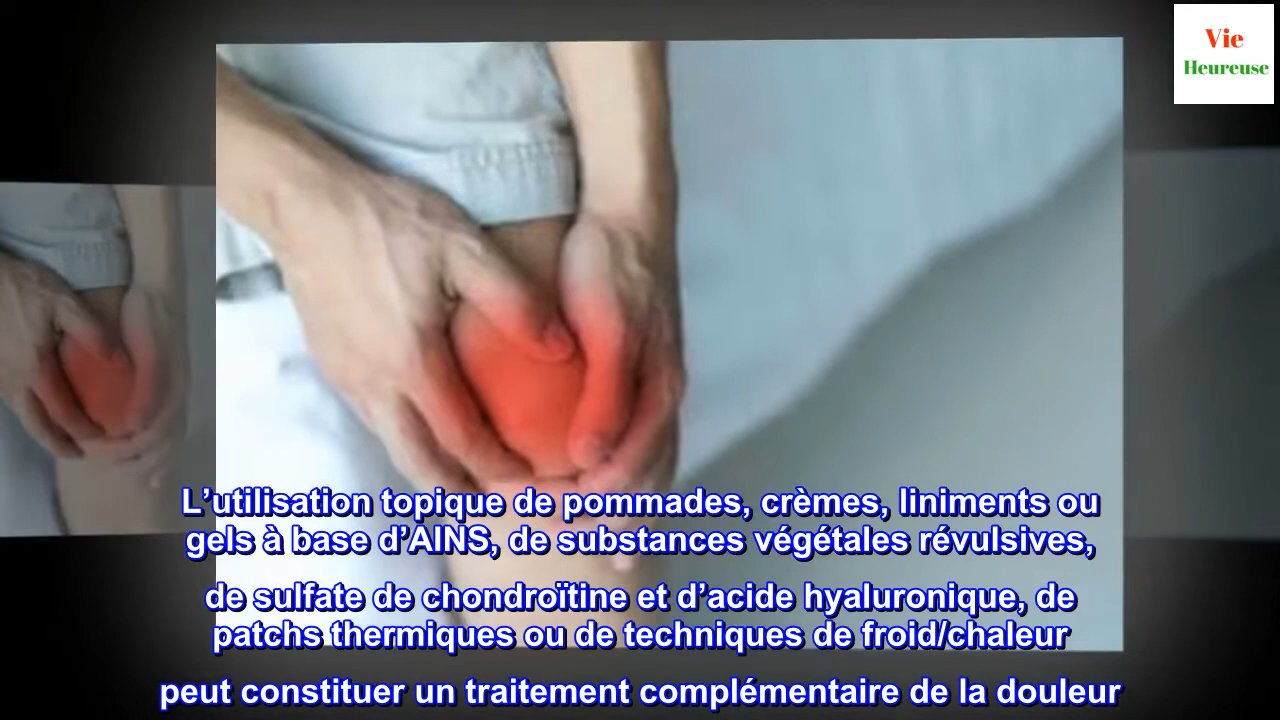 Vie
Heureuse
L’utilisation topique de pommades, crèmes, liniments ou
gels à base d’AINS, de substances végétales révulsives,
de sulfate de chondroïtine et d’acide hyaluronique, de
patchs thermiques ou de techniques de froid/chaleur
peut constituer un traitement complémentaire de la douleur